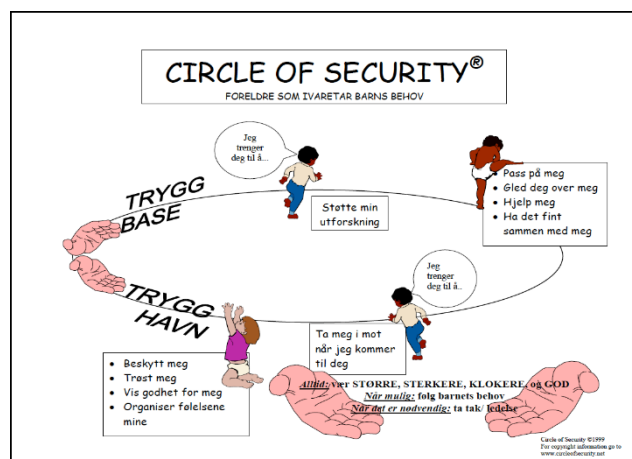 CIRCLE OF SECURITY®
FORELDRE SOM IVARETAR BARNS BEHOV
Jeg
trenger
deg til å...
TRYGG
BASE
Støtte min
utforskning
• Pass på meg
• Gled deg over meg
• Hjelp meg
• Ha det fint
sammen med meg
TRYGG
HAVN
Jeg
trenger
deg til å..
Ta meg i mot
når jeg kommer
til deg
• Beskytt meg
• Trøst meg
• Vis godhet for meg
• Organiser følelsene
mine
Alltid: vær STØRRE, STERKERE, KLOKERE, og GOD
Når mulig: følg barnets behov
Når det er nødvendig: ta tak/ ledelse
Circle of Security ©1999
For copyright information go to
www.circleofsecurity.net